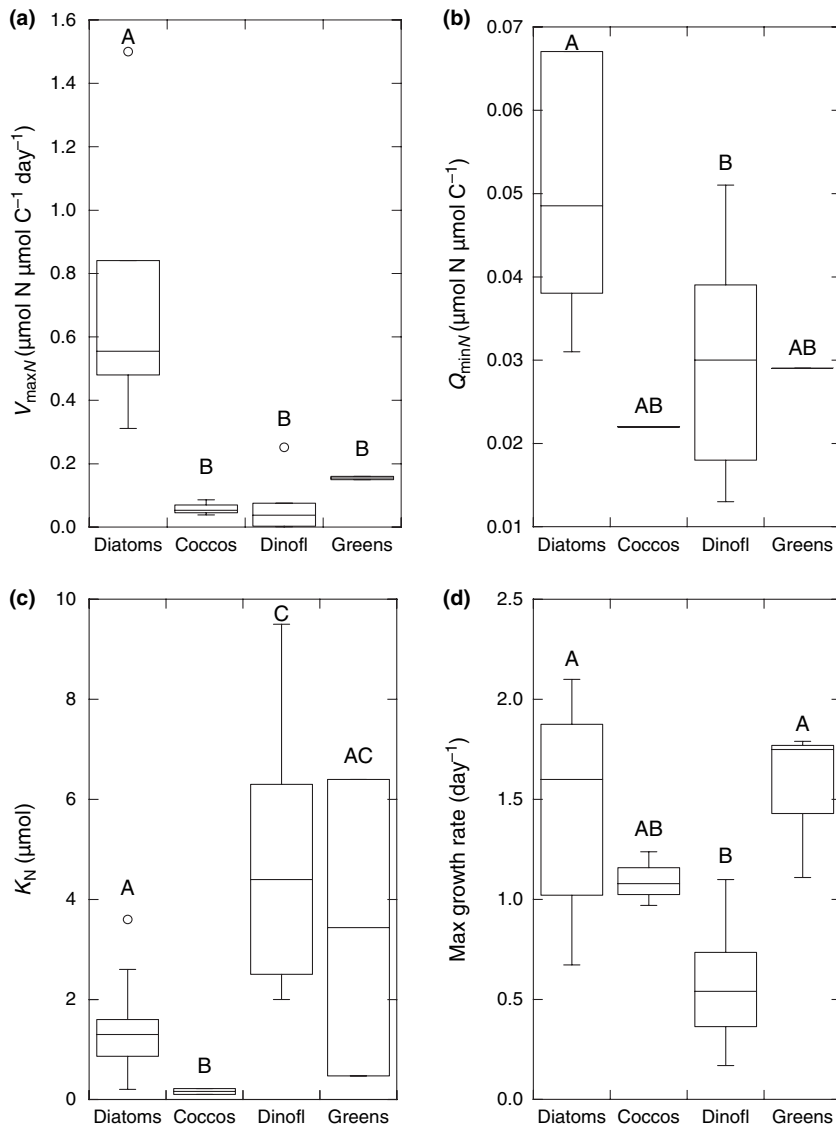 (a)
1.6
1.4
1.2
1.0
0.8
0.6
0.4
0.2
0.0
V_maxN (µmol N µmol C⁻¹ day⁻¹)
A
B
B
B
Diatoms Coccos Dinofl Greens
(b)
0.07
0.06
0.05
0.04
0.03
0.02
0.01
Q_minN (µmol N µmol C⁻¹)
A
AB
B
AB
Diatoms Coccos Dinofl Greens
(c)
10
8
6
4
2
0
K_N (µmol)
A
B
C
AC
Diatoms Coccos Dinofl Greens
(d)
2.5
2.0
1.5
1.0
0.5
0.0
Max growth rate (day⁻¹)
A
AB
B
A
Diatoms Coccos Dinofl Greens